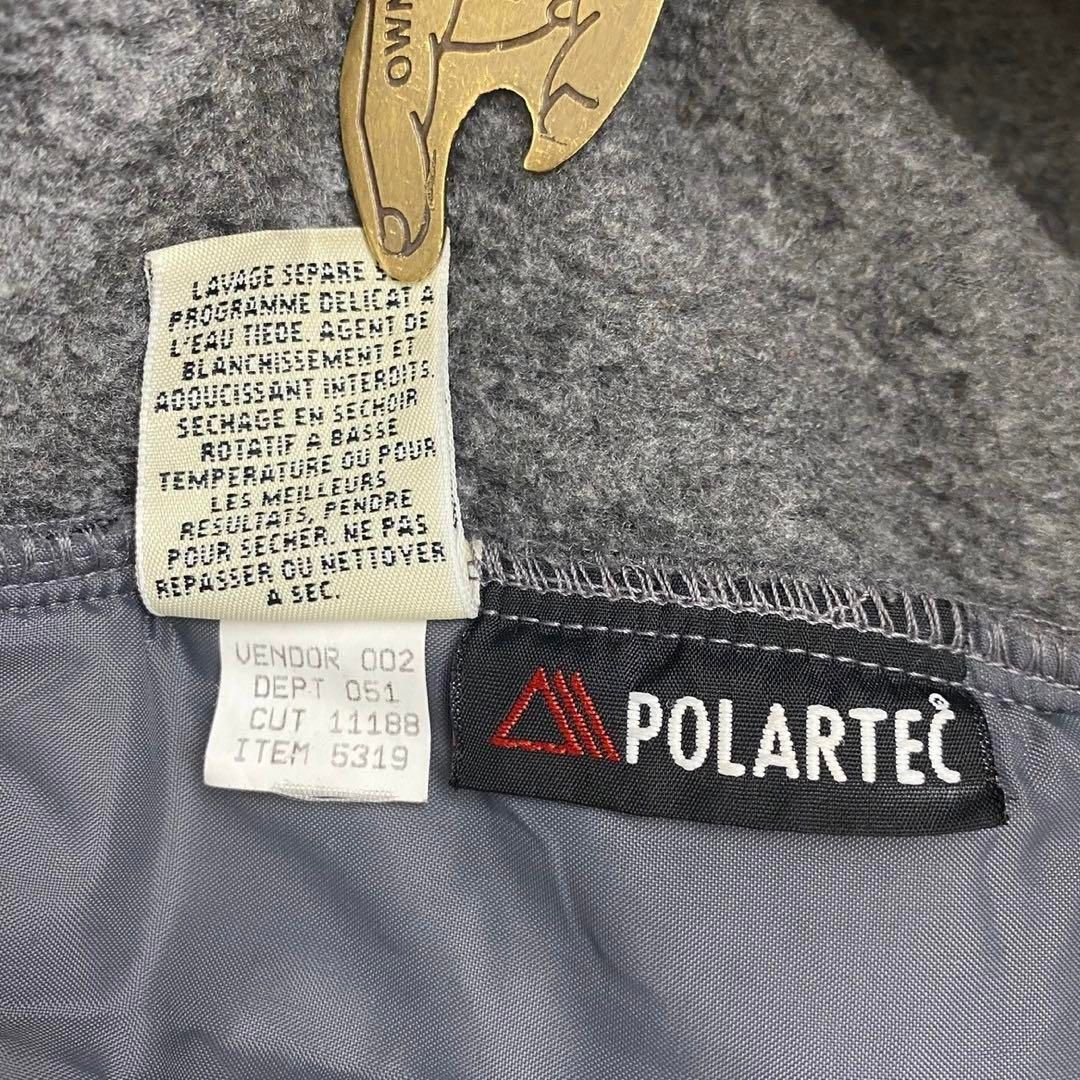 OWN
LAVAGE SEPARE S
PROGRAMME DELICAT A
L'EAU TIEDE. AGENT DE
BLANCHISSEMENT ET
ADOUCISSANT INTERDITS.
SECHAGE EN SECHOIR
ROTATIF A BASSE
TEMPERATURE OU POUR
LES MEILLEURS
RESULTATS, PENDRE
POUR SECHER. NE PAS
REPASSER OU NETTOYER
A SEC.
VENDOR 002
DEPT 051
CUT 11188
ITEM 5319
POLARTEC®